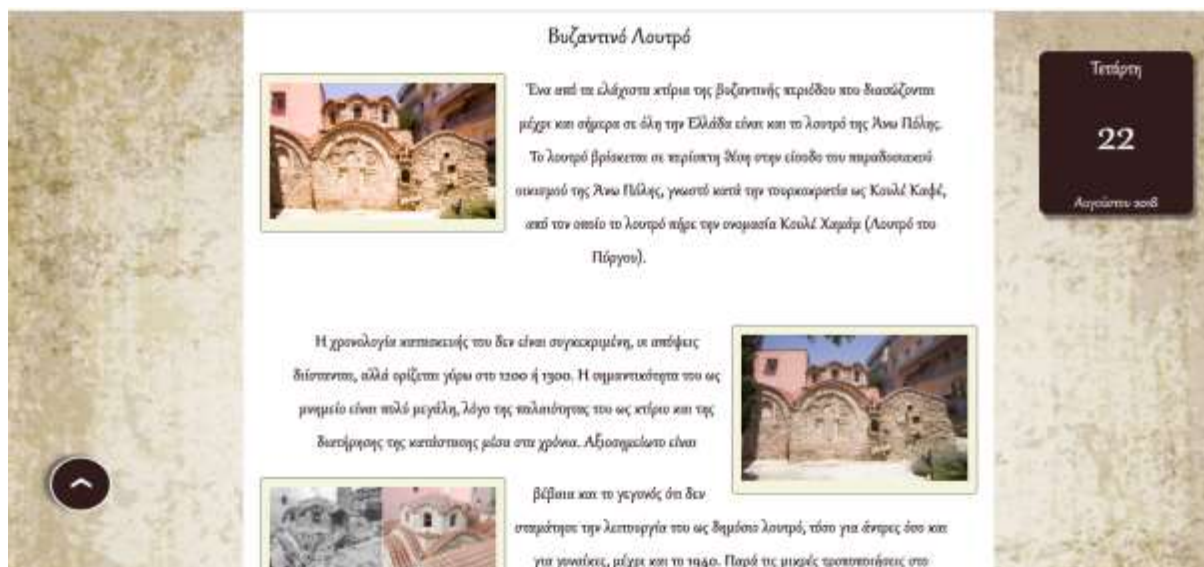 Βυζαντινό Λουτρό
Ένα από τα ελάχιστα κτίρια της βυζαντινής περιόδου που διασώζονται
μέχρι και σήμερα σε όλη την Ελλάδα είναι και το λουτρό της Άνω Πόλης.
Το λουτρό βρίσκεται σε περίοπτη θέση στην είσοδο του παραδοσιακού
οικισμού της Άνω Πόλης, γνωστό κατά την τουρκοκρατία ως Κουλέ Καφέ,
από τον οποίο το λουτρό πήρε την ονομασία Κουλέ Χαμάμ (Λουτρό του
Πύργου).
Η χρονολογία κατασκευής του δεν είναι συγκεκριμένη, οι απόψεις
διίστανται, αλλά ορίζεται γύρω στο 1200 ή 1300. Η σημαντικότητα του ως
μνημείο είναι πολύ μεγάλη, λόγο της παλαιότητας του ως κτίριο και της
διατήρησης της κατάστασης μέσα στα χρόνια. Αξιοσημείωτο είναι
βέβαια και το γεγονός ότι δεν
σταμάτησε την λειτουργία του ως δημόσιο λουτρό, τόσο για άντρες όσο και
για γυναίκες, μέχρι και το 1940. Παρά τις μικρές τροποποιήσεις στο
Τετάρτη
22
Αυγούστου 2018